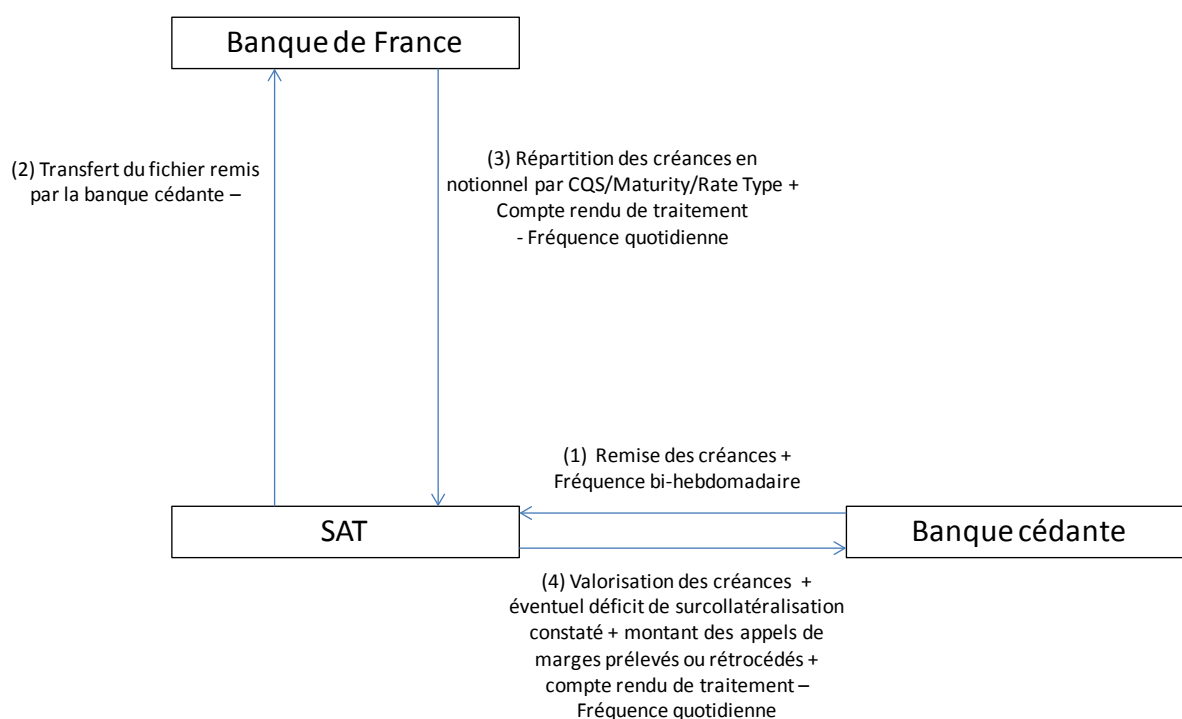 Banque de France
(2) Transfert du fichier remis
par la banque cédante –
(3) Répartition des créances en
notionnel par CQS/Maturity/Rate Type +
Compte rendu de traitement
- Fréquence quotidienne
(1) Remise des créances +
Fréquence bi-hebdomadaire
SAT
Banque cédante
(4) Valorisation des créances +
éventuel déficit de surcollatéralisation
constaté + montant des appels de
marges prélevés ou rétrocédés +
compte rendu de traitement –
Fréquence quotidienne